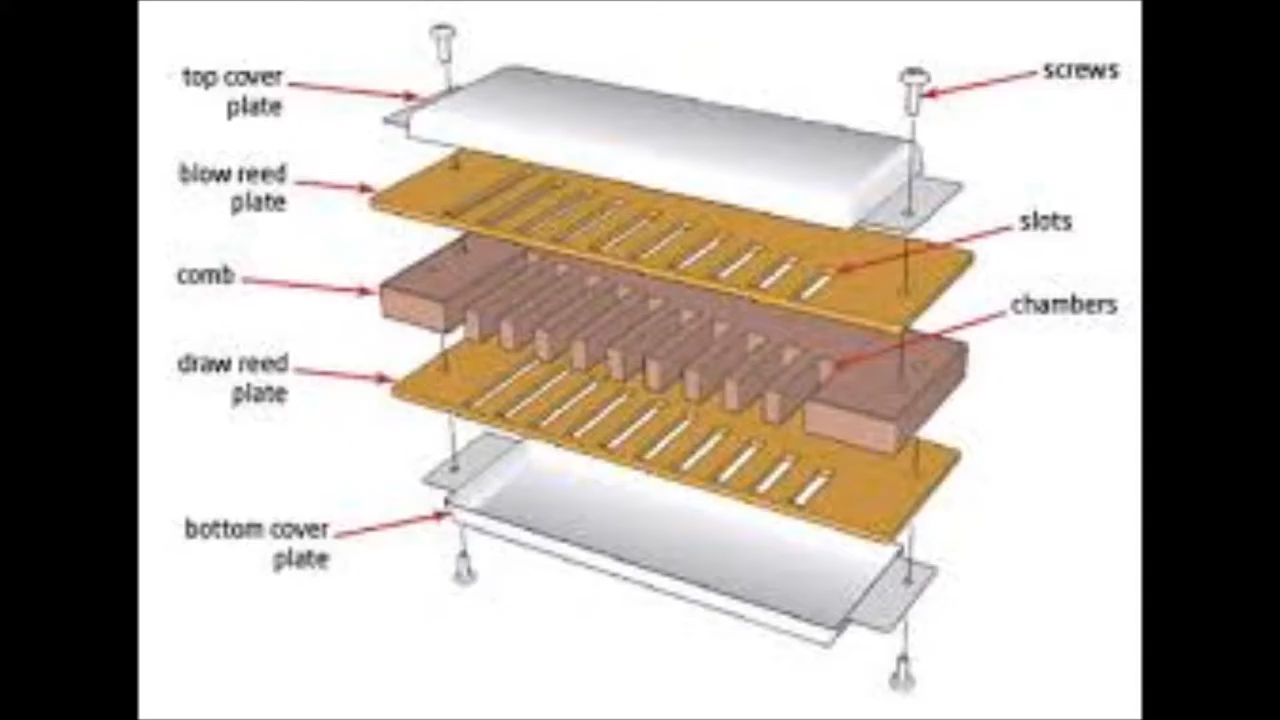 top cover
plate
screws
blow reed
plate
slots
comb
chambers
draw reed
plate
bottom cover
plate